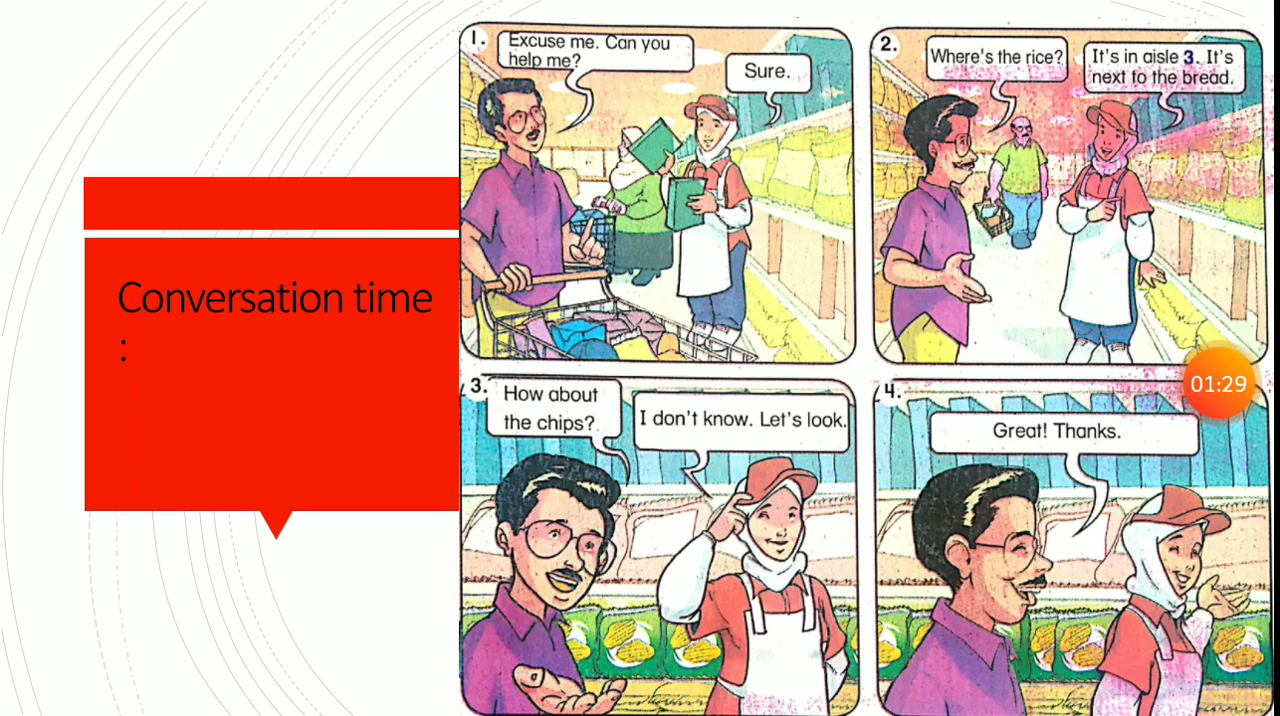 Conversation time
:
1.
Excuse me. Can you
help me?
Sure.
2.
Where's the rice?
It's in aisle 3. It's
next to the bread.
3.
How about
the chips?
I don't know. Let's look.
4.
Great! Thanks.
01:29